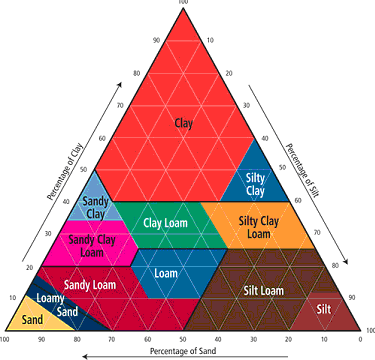 100
90
10
80
20
70
30
Clay
60
40
Percentage of Clay
Percentage of Silt
50
Silty
Clay
40
60
Sandy
Clay
Clay Loam
Silty Clay
Loam
30
70
Sandy Clay
Loam
20
80
Loam
Sandy Loam
Silt Loam
10
90
Loamy
Sand
Sand
Silt
100
90
80
70
60
50
40
30
20
10
0
100
Percentage of Sand